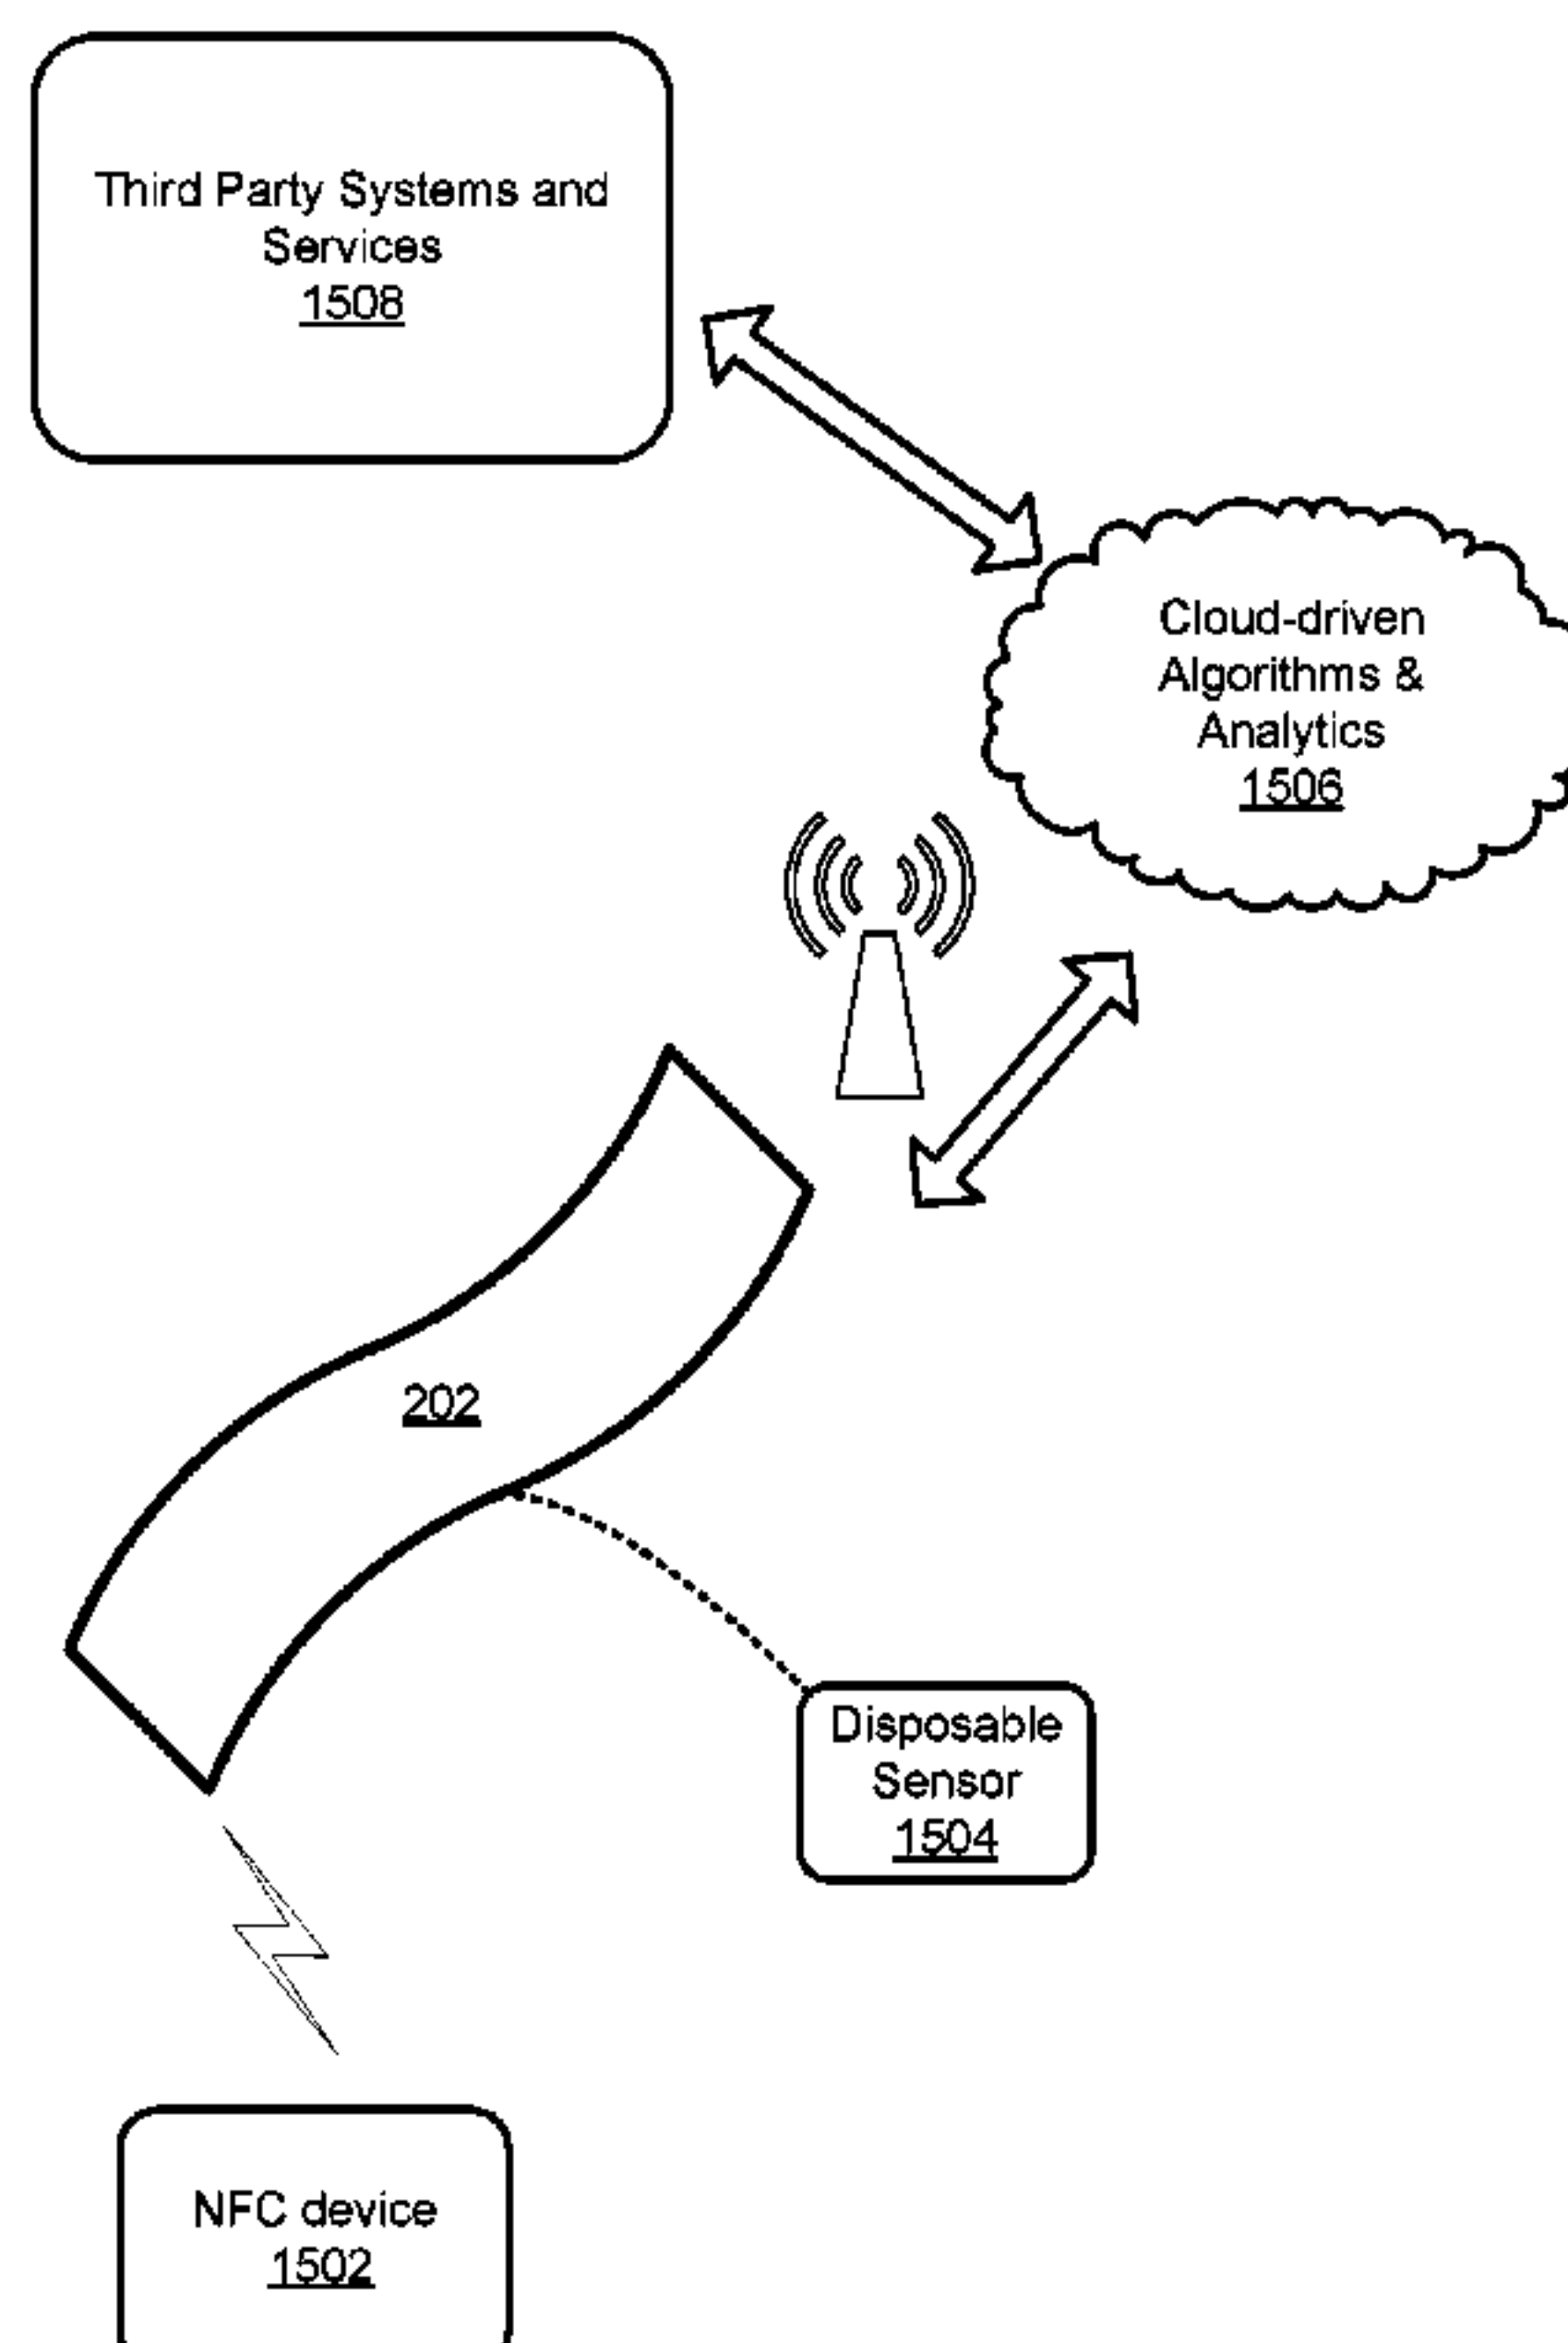 Third Party Systems and
Services
1508
Cloud-driven
Algorithms &
Analytics
1506
202
Disposable
Sensor
1504
NFC device
1502